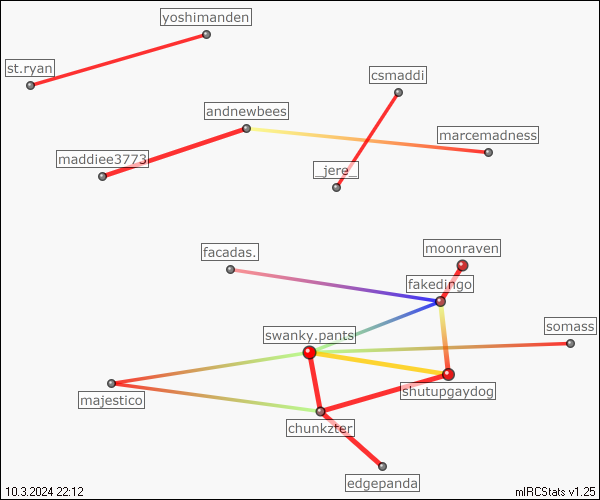 yoshimanden
st.ryan
csmaddi
andnewbees
marcemadness
maddiee3773
_jere_
moonraven
facadas.
fakedingo
somass
swanky.pants
shutupgaydog
majestico
chunkzter
edgepanda
10.3.2024 22:12
mIRCStats v1.25